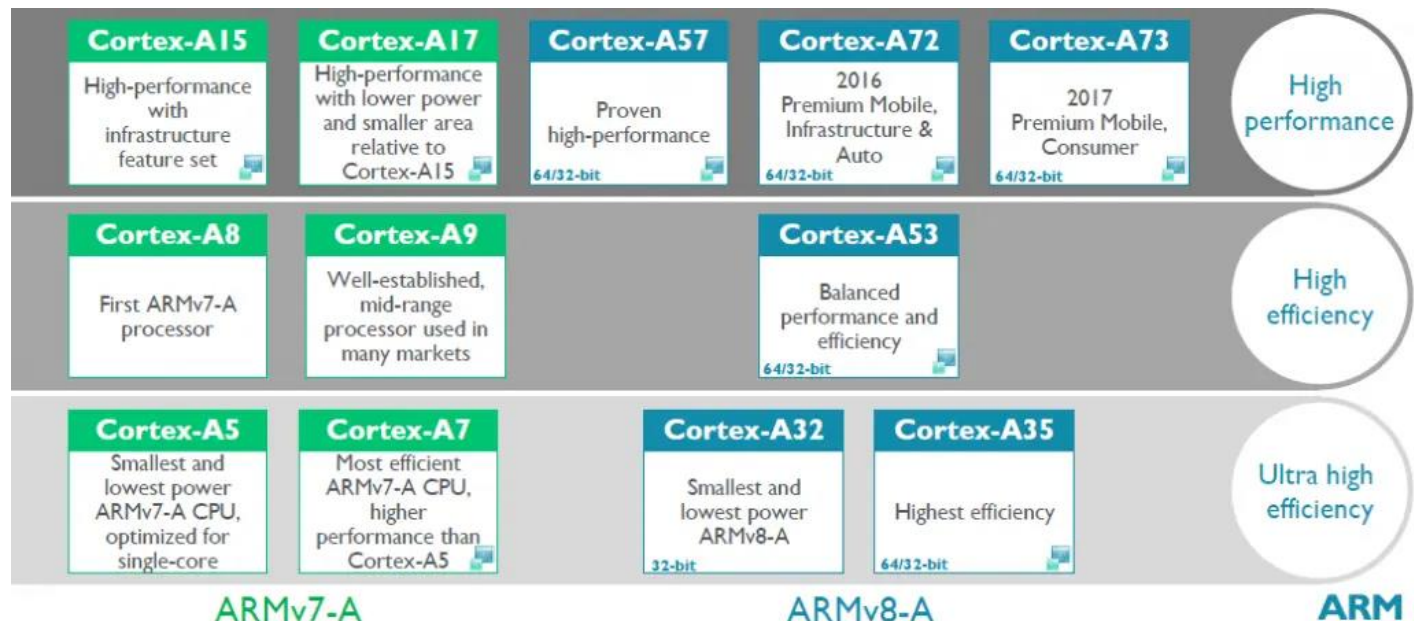 Cortex-A15
High-performance
with
infrastructure
feature set
Cortex-A17
High-performance
with lower power
and smaller area
relative to
Cortex-A15
Cortex-A57
Proven
high-performance
64/32-bit
Cortex-A72
2016
Premium Mobile,
Infrastructure &
Auto
64/32-bit
Cortex-A73
2017
Premium Mobile,
Consumer
64/32-bit
High
performance
Cortex-A8
First ARMv7-A
processor
Cortex-A9
Well-established,
mid-range
processor used in
many markets
Cortex-A53
Balanced
performance and
efficiency
64/32-bit
High
efficiency
Cortex-A5
Smallest and
lowest power
ARMv7-A CPU,
optimized for
single-core
Cortex-A7
Most efficient
ARMv7-A CPU,
higher
performance than
Cortex-A5
Cortex-A32
Smallest and
lowest power
ARMv8-A
32-bit
Cortex-A35
Highest efficiency
64/32-bit
Ultra high
efficiency
ARMv7-A
ARMv8-A
ARM